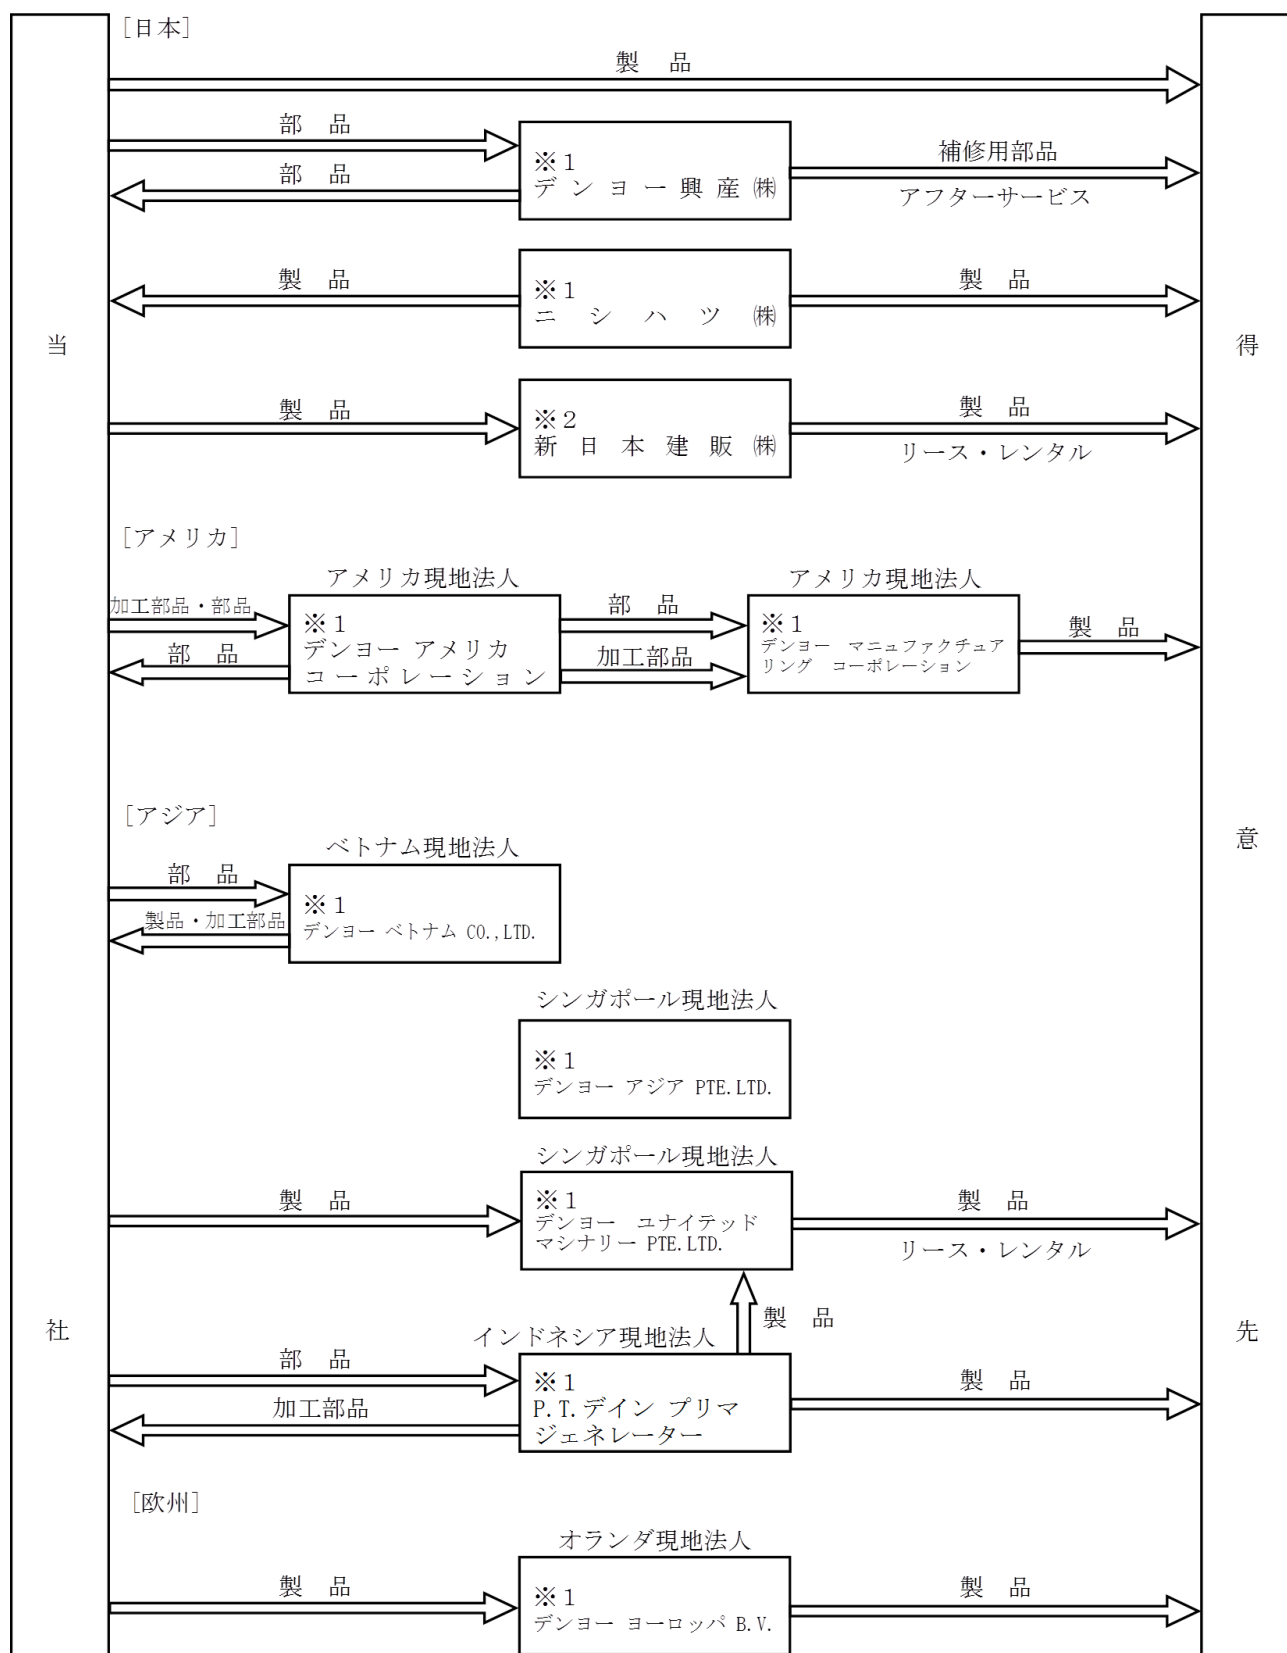 [日本]
製 品
部 品
部 品
※１
デンヨー興産㈱
補修用部品
アフターサービス
製 品
※１
ニシハツ㈱
製 品
当
得
製 品
※２
新日本建販㈱
製 品
リース・レンタル
[アメリカ]
アメリカ現地法人
アメリカ現地法人
加工部品・部品
部 品
※１
デンヨー アメリカ
コーポレーション
部 品
加工部品
※１
デンヨー マニュファクチュア
リング コーポレーション
製 品
[アジア]
意
ベトナム現地法人
部 品
製品・加工部品
※１
デンヨー ベトナム CO.,LTD.
シンガポール現地法人
※１
デンヨー アジア PTE.LTD.
シンガポール現地法人
製 品
※１
デンヨー ユナイテッド
マシナリー PTE.LTD.
製 品
リース・レンタル
製 品
社
先
インドネシア現地法人
部 品
加工部品
※１
P.T.デイン プリマ
ジェネレーター
製 品
[欧州]
オランダ現地法人
製 品
※１
デンヨー ヨーロッパ B.V.
製 品